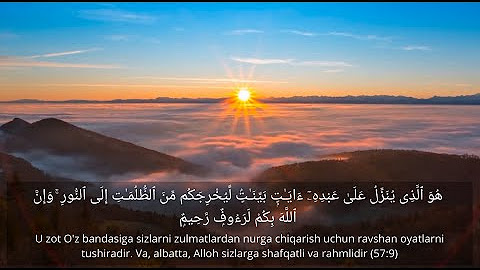 هُوَ ٱلَّذِى يُنَزِّلُ عَلَىٰ عَبْدِهِۦٓ ءَايَـٰتٍۭ بَيِّنَـٰتٍ لِّيُخْرِجَكُم مِّنَ ٱلظُّلُمَـٰتِ إِلَى ٱلنُّورِ ۚ وَإِنَّ
ٱللَّهَ بِكُمْ لَرَءُوفٌ رَّحِيمٌ
U zot O'z bandasiga sizlarni zulmatlardan nurga chiqarish uchun ravshan oyatlarni
tushiradir. Va, albatta, Alloh sizlarga shafqatli va rahmlidir (57:9)